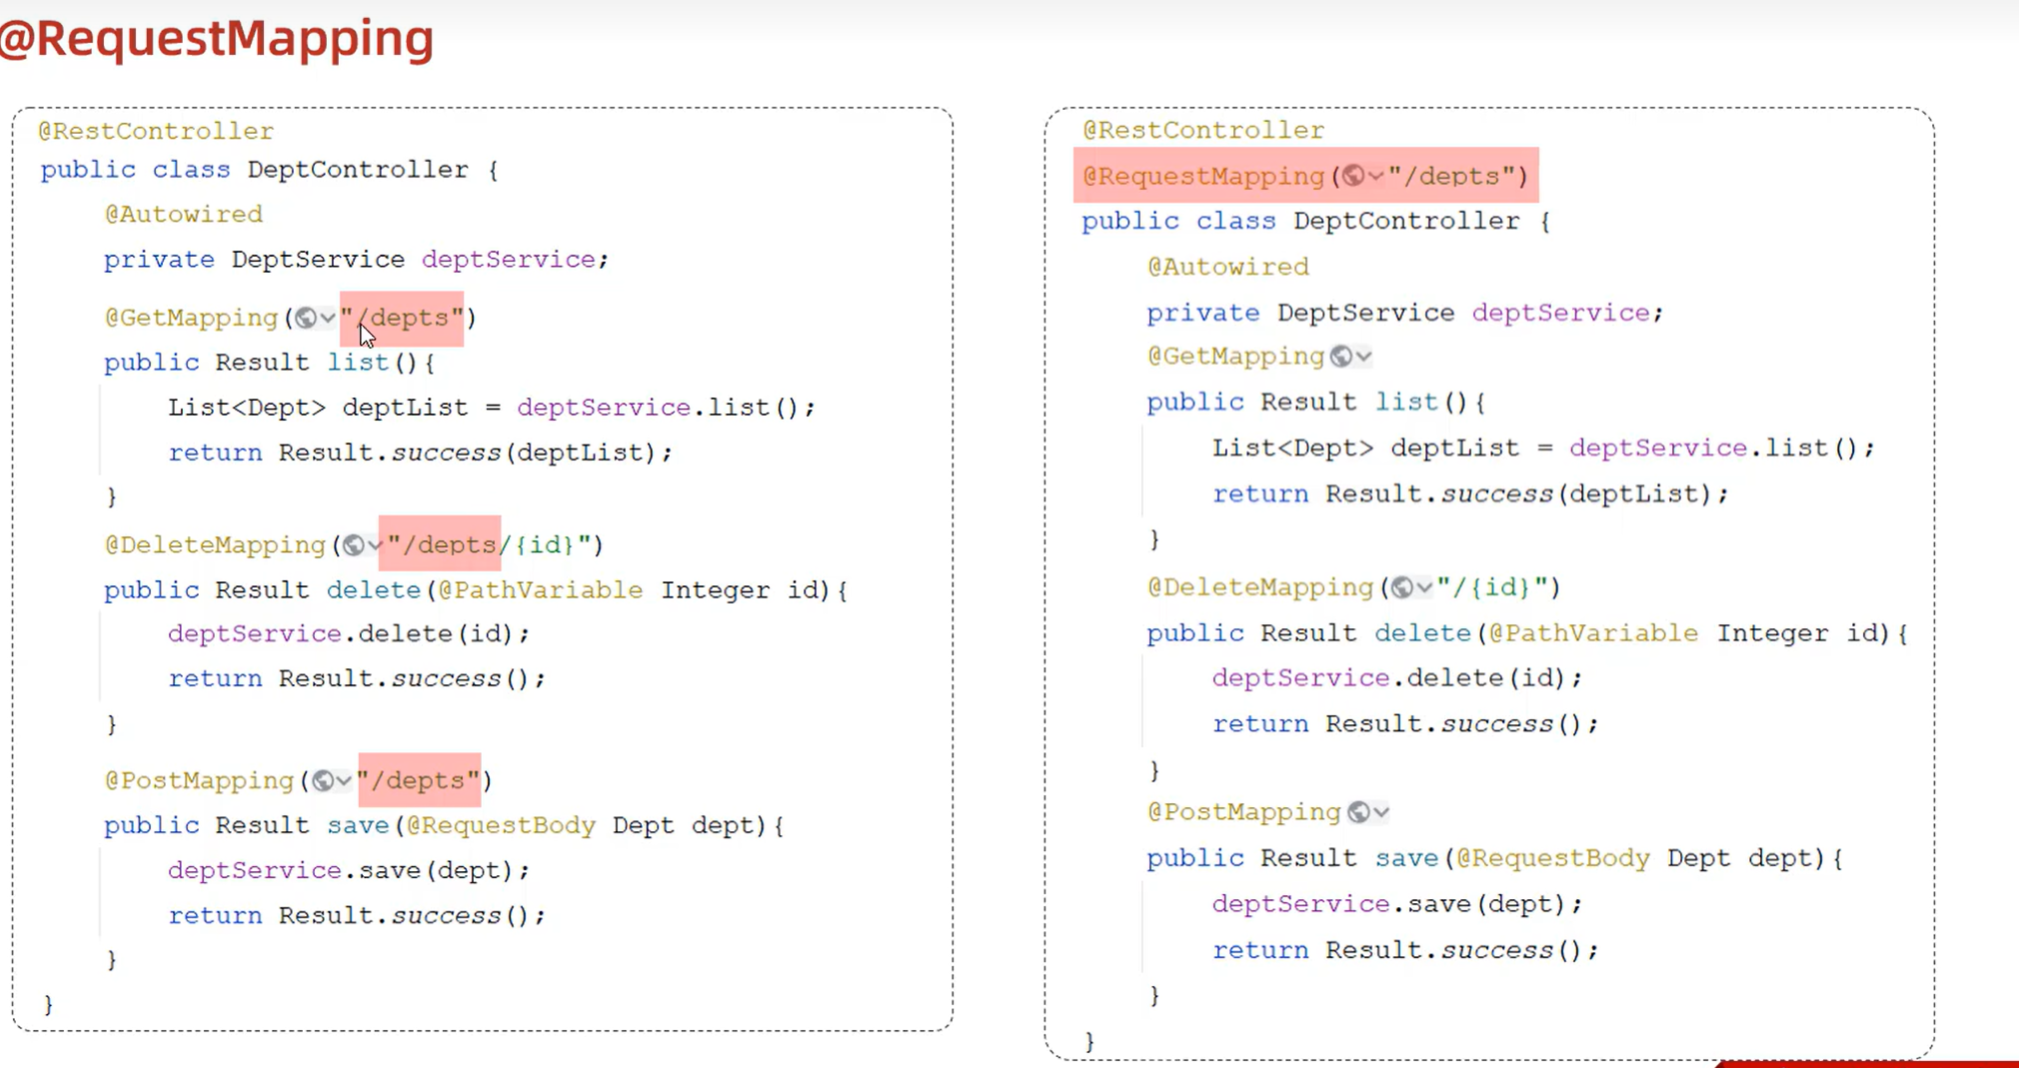 @RequestMapping
@RestController
public class DeptController {
@Autowired
private DeptService deptService;
@GetMapping("/depts")
public Result list(){
List<Dept> deptList = deptService.list();
return Result.success(deptList);
}
@DeleteMapping("/depts/{id}")
public Result delete(@PathVariable Integer id){
deptService.delete(id);
return Result.success();
}
@PostMapping("/depts")
public Result save(@RequestBody Dept dept){
deptService.save(dept);
return Result.success();
}
}
@RestController
@RequestMapping("/depts")
public class DeptController {
@Autowired
private DeptService deptService;
@GetMapping
public Result list(){
List<Dept> deptList = deptService.list();
return Result.success(deptList);
}
@DeleteMapping("/{id}")
public Result delete(@PathVariable Integer id){
deptService.delete(id);
return Result.success();
}
@PostMapping
public Result save(@RequestBody Dept dept){
deptService.save(dept);
return Result.success();
}
}